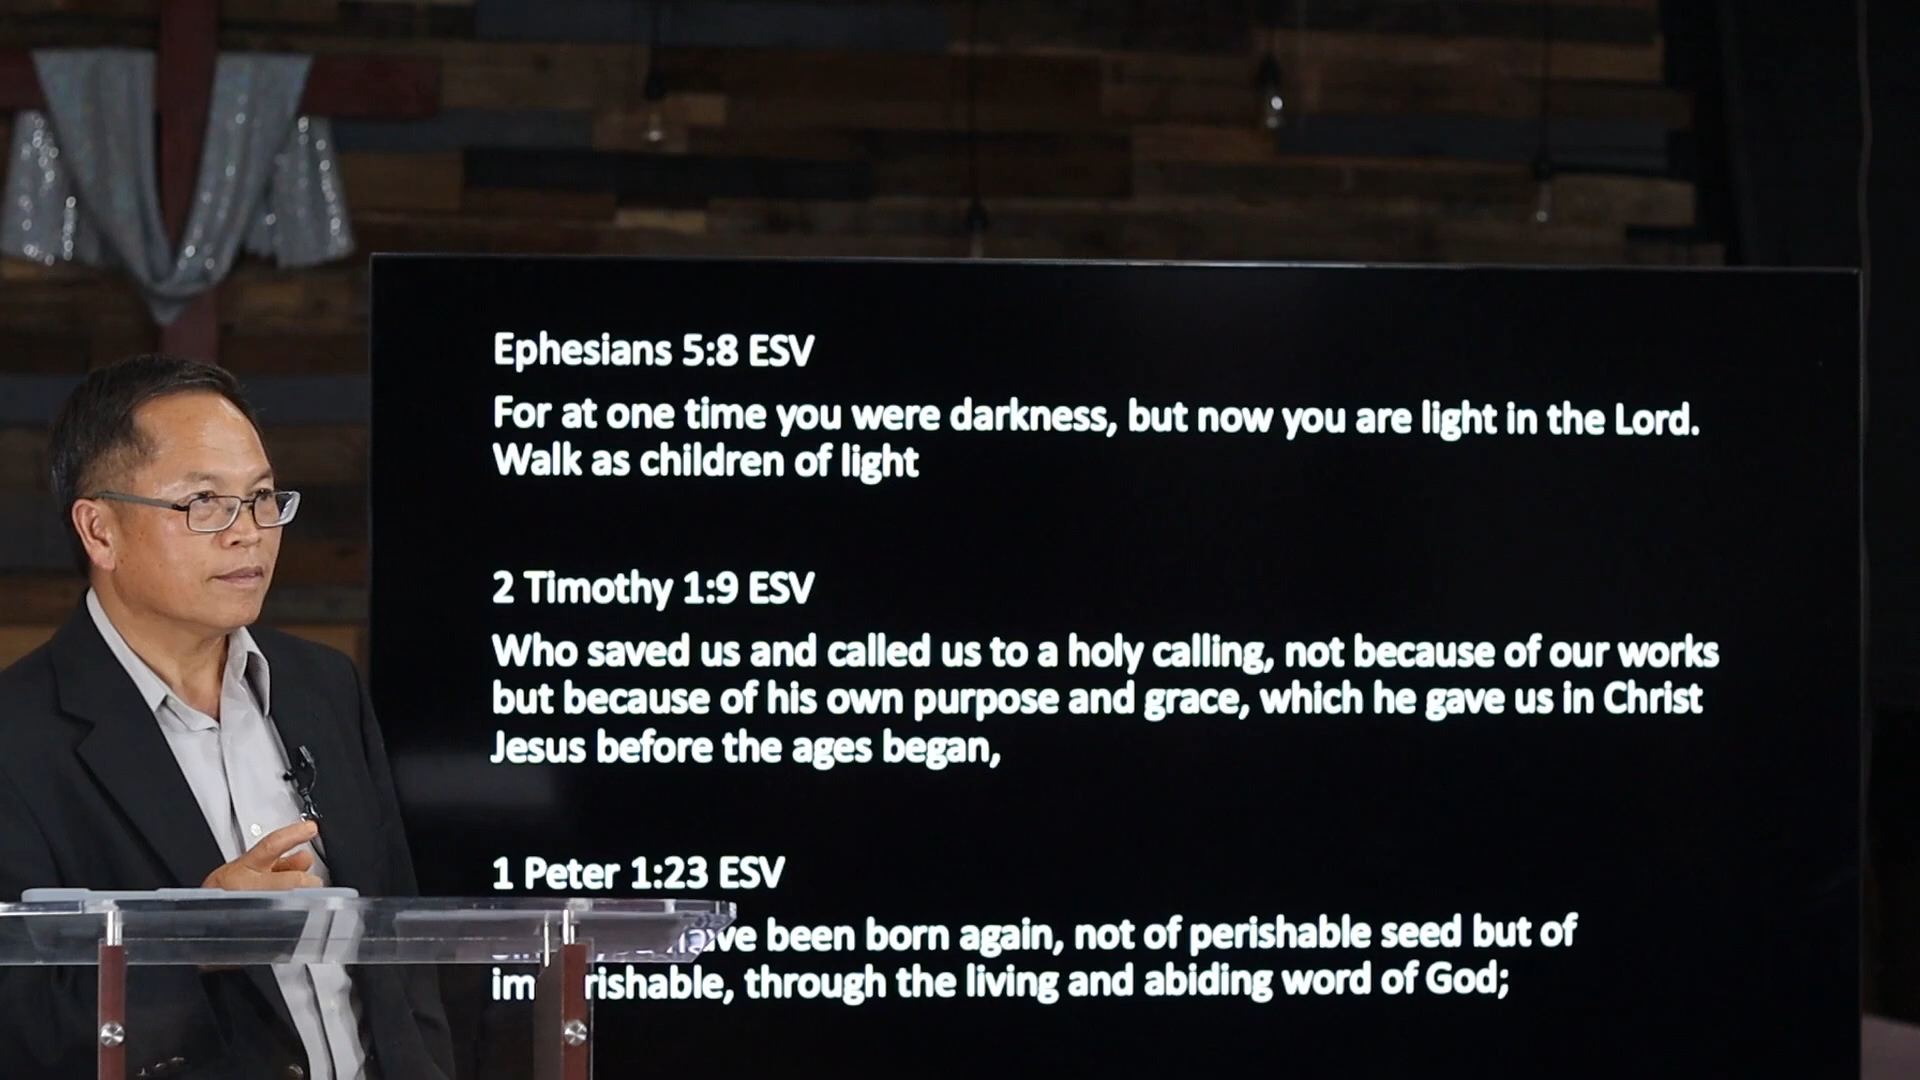 Ephesians 5:8 ESV
For at one time you were darkness, but now you are light in the Lord.
Walk as children of light
2 Timothy 1:9 ESV
Who saved us and called us to a holy calling, not because of our works
but because of his own purpose and grace, which he gave us in Christ
Jesus before the ages began,
1 Peter 1:23 ESV
been born again, not of perishable seed but of
through the living and abiding word of God;